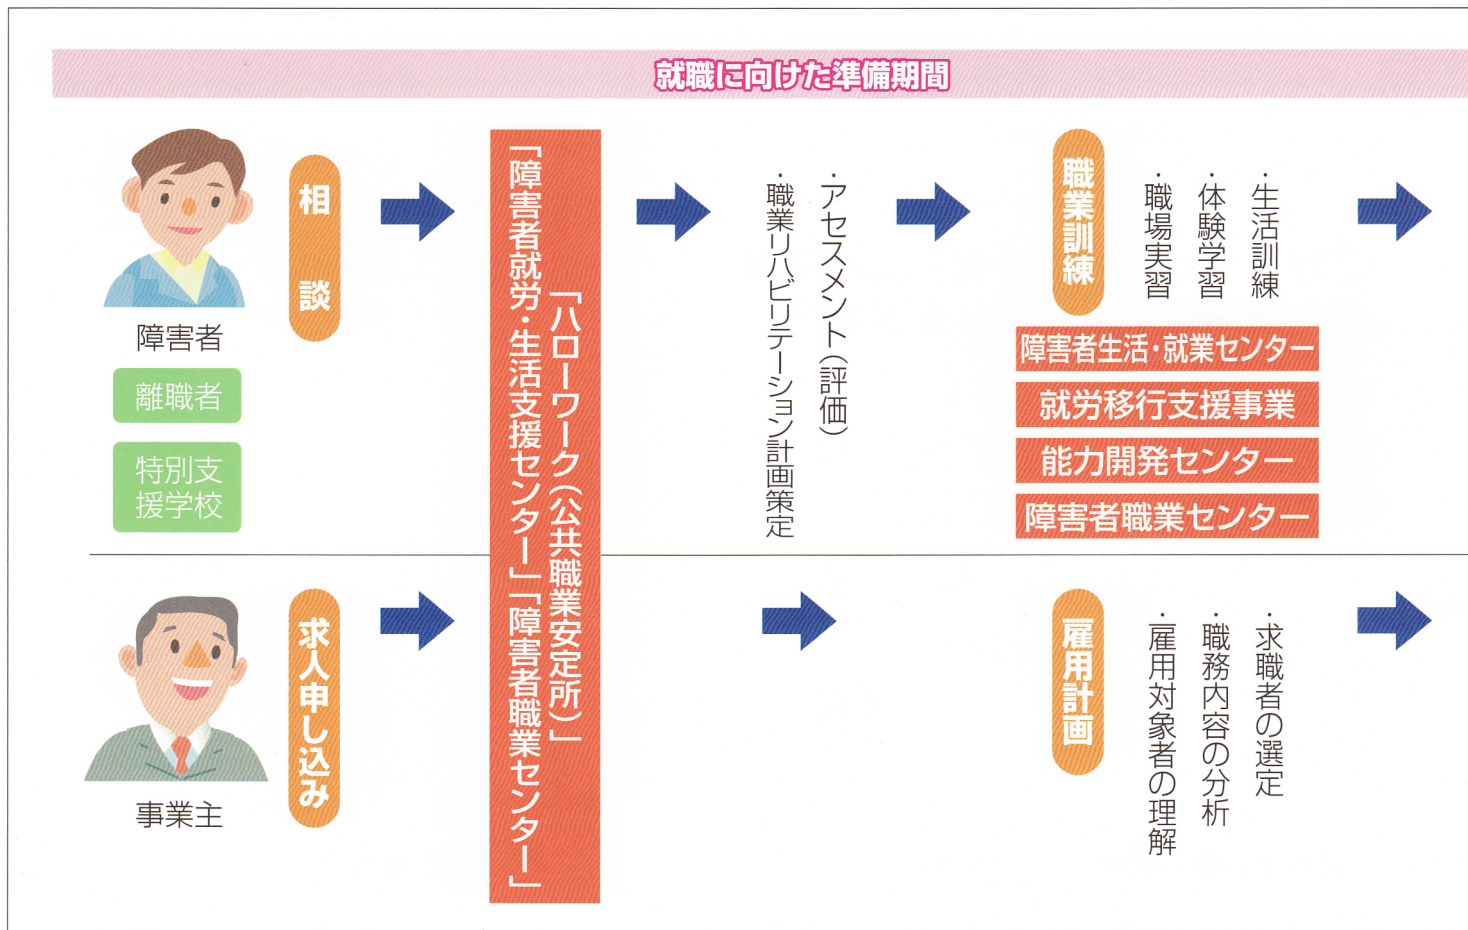 就職に向けた準備期間
障害者
離職者
特別支
援学校
相談
「ハローワーク(公共職業安定所)」
「障害者就労・生活支援センター」「障害者職業センター」
・アセスメント(評価)
・職業リハビリテーション計画策定
職業訓練
・生活訓練
・体験学習
・職場実習
障害者生活・就業センター
就労移行支援事業
能力開発センター
障害者職業センター
事業主
求人申し込み
雇用計画
・求職者の選定
・職務内容の分析
・雇用対象者の理解